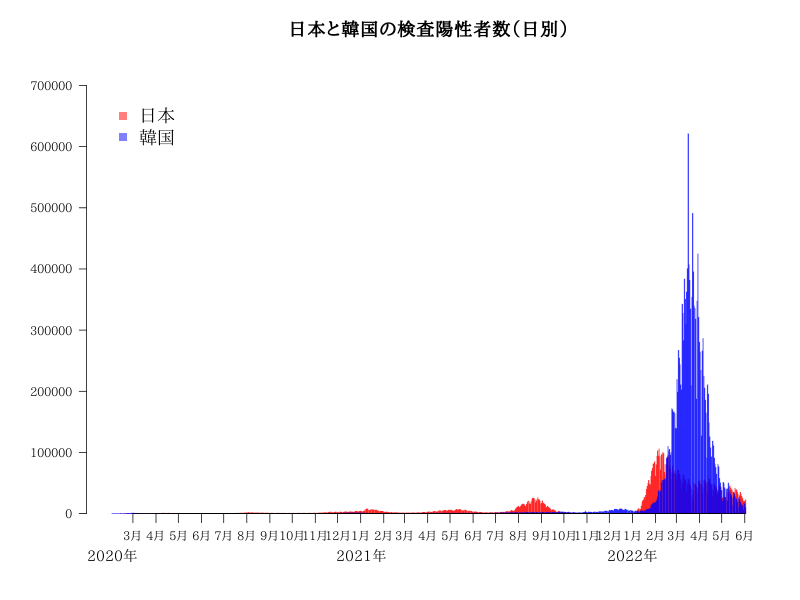 日本と韓国の検査陽性者数（日別）
700000
600000
500000
400000
300000
200000
100000
0
日本
韓国
3月 4月 5月 6月 7月 8月 9月 10月 11月 12月 1月 2月 3月 4月 5月 6月 7月 8月 9月 10月 11月 12月 1月 2月 3月 4月 5月 6月
2020年 2021年 2022年